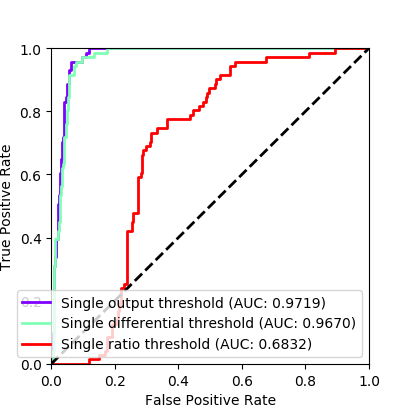 1.0
0.8
0.6
0.4
0.2
0.0
True Positive Rate
Single output threshold (AUC: 0.9719)
Single differential threshold (AUC: 0.9670)
Single ratio threshold (AUC: 0.6832)
0.0 0.2 0.4 0.6 0.8 1.0
False Positive Rate